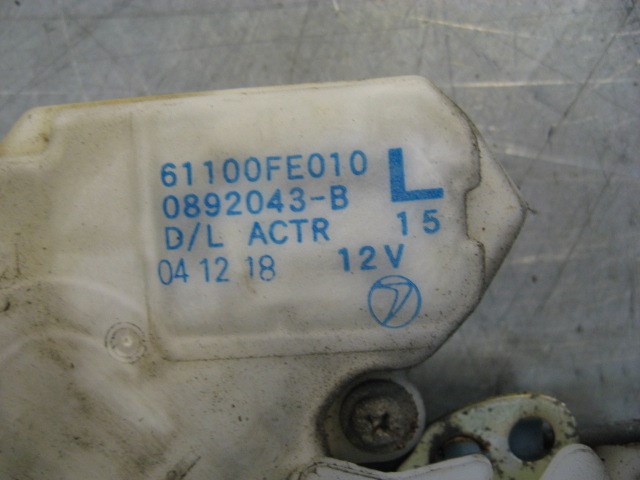 61100FE010 L
0892043-B
D/L ACTR 15
04 12 18 12V